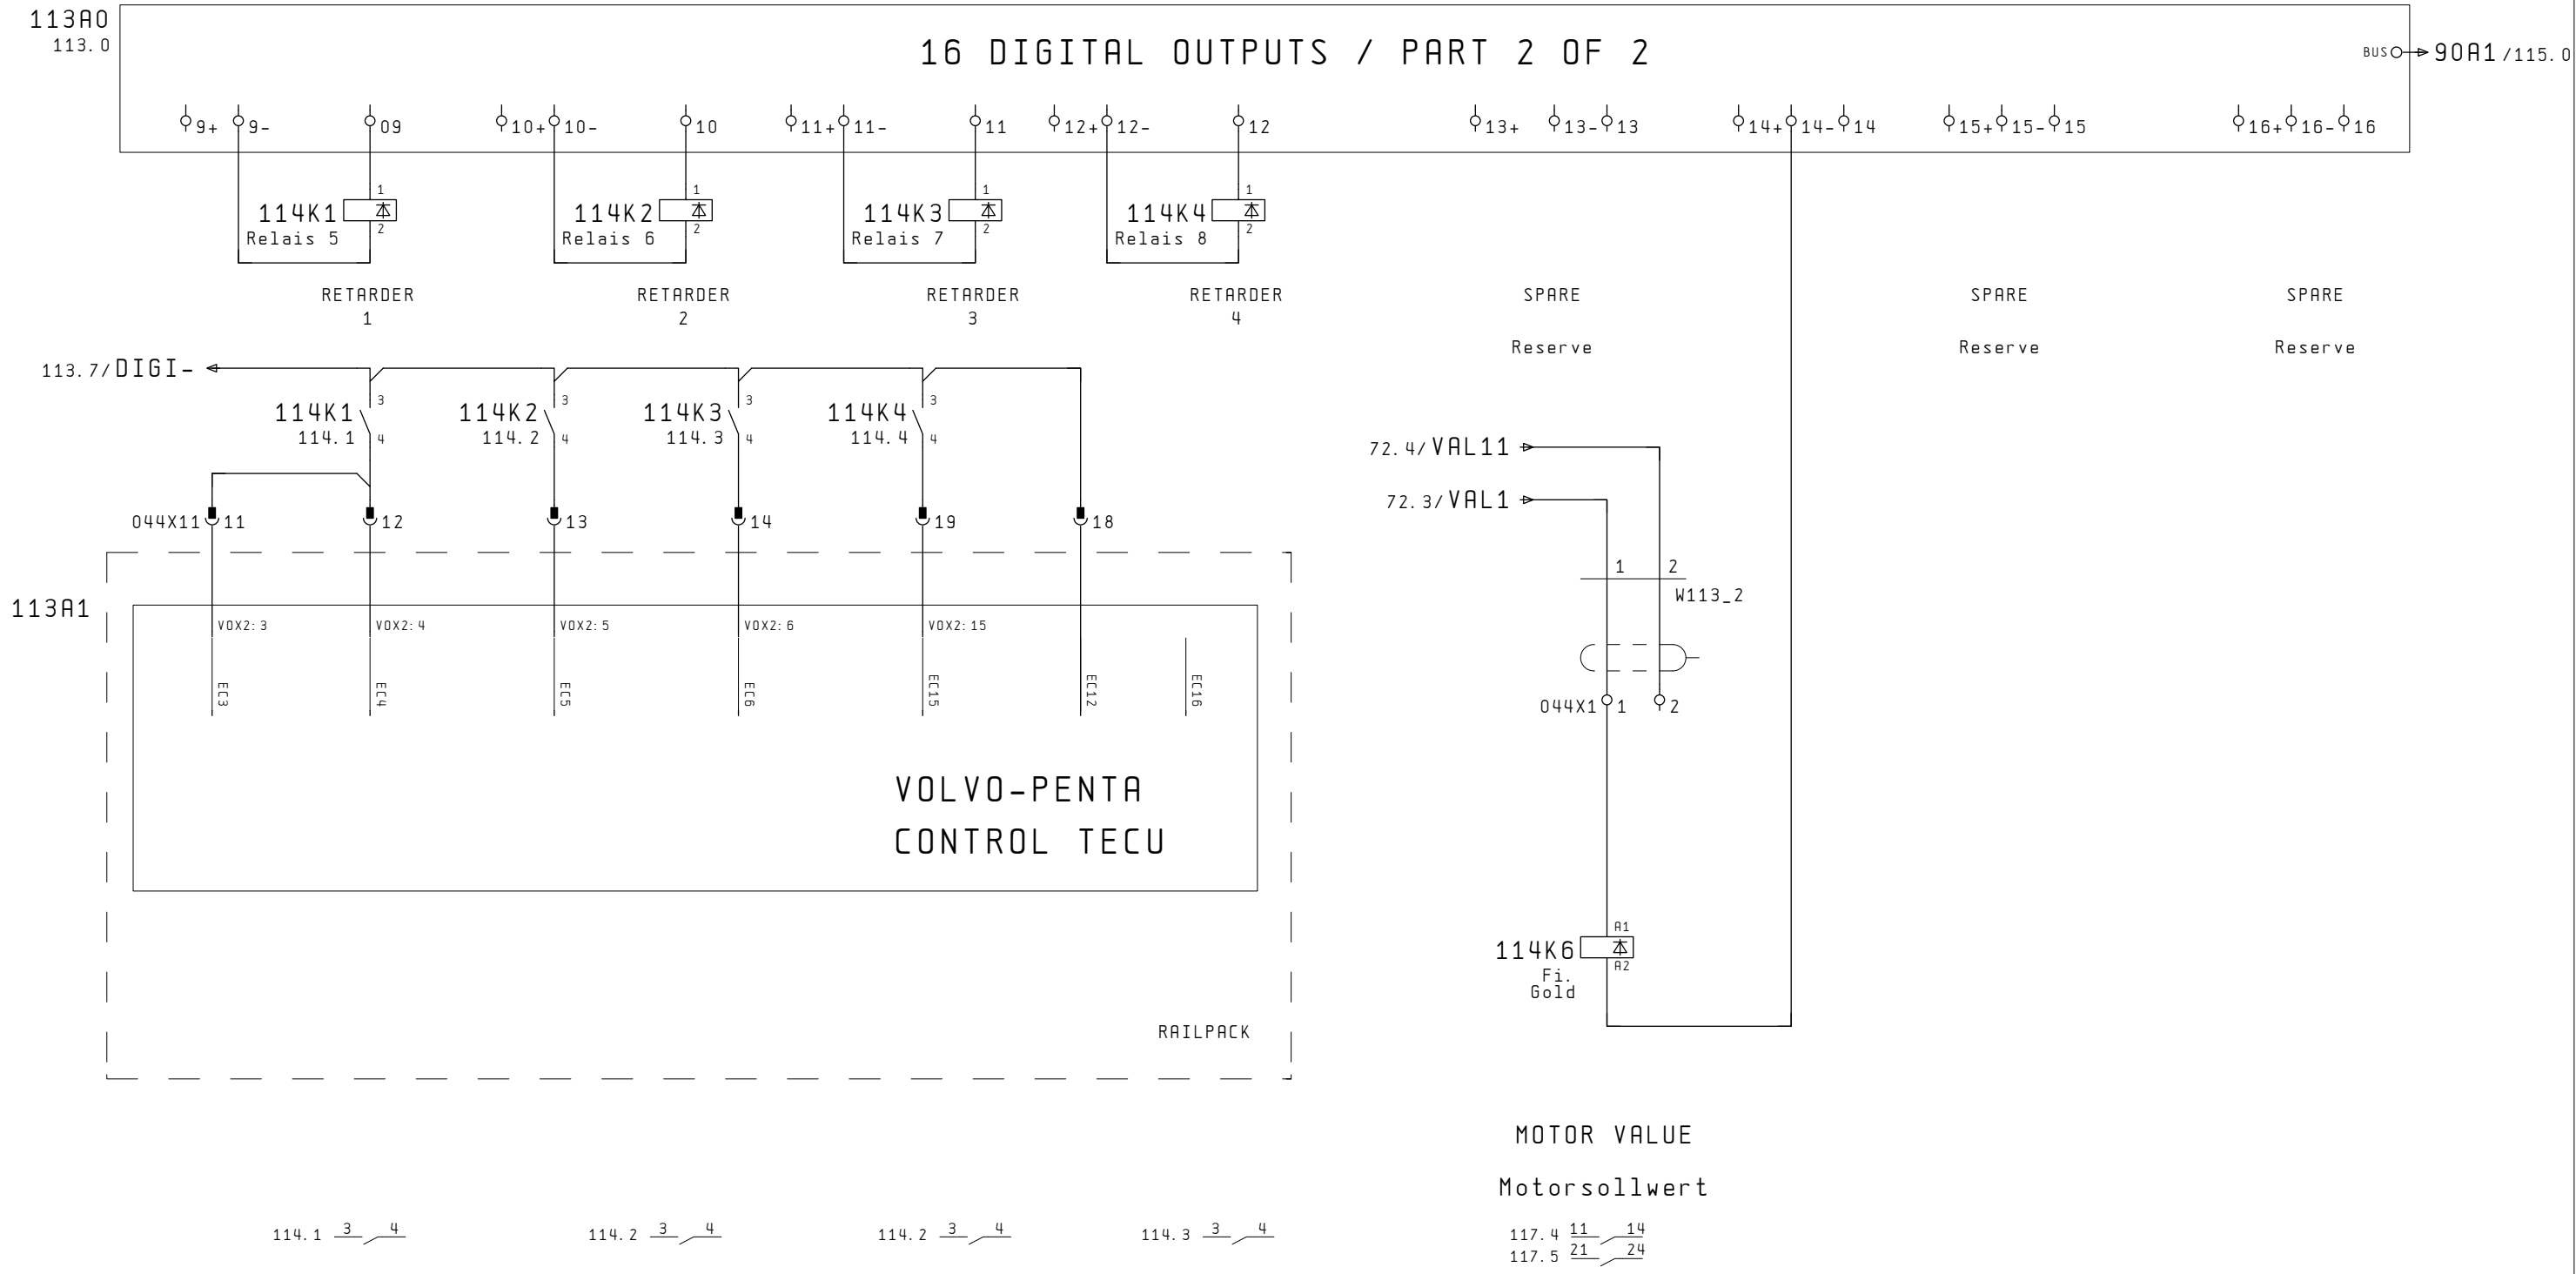 113A0
113.0
16 DIGITAL OUTPUTS / PART 2 OF 2
BUS 90A1 /115.0
9+ 9- 09 10+ 10- 10 11+ 11- 11 12+ 12- 12 13+ 13- 13 14+ 14- 14 15+ 15- 15 16+ 16- 16
1 1 1 1
114K1 114K2 114K3 114K4
2 2 2 2
Relais 5 Relais 6 Relais 7 Relais 8
RETARDER RETARDER RETARDER RETARDER SPARE SPARE SPARE
1 2 3 4
Reserve Reserve Reserve
113.7/DIGI-
3 3 3 3
114K1 114K2 114K3 114K4
114.1 4 114.2 4 114.3 4 114.4 4
72.4/VAL11
72.3/VAL1
044X11 11 12 13 14 19 18
1 2
W113_2
113A1
VOX2:3 VOX2:4 VOX2:5 VOX2:6 VOX2:15
EC3 EC4 EC5 EC6 EC15 EC12 EC16
044X1 1 2
VOLVO-PENTA
CONTROL TECU
A1
114K6
A2
Fi.
Gold
RAILPACK
MOTOR VALUE
Motorsollwert
114.1 3 4 114.2 3 4 114.2 3 4 114.3 3 4 117.4 11 14
117.5 21 24